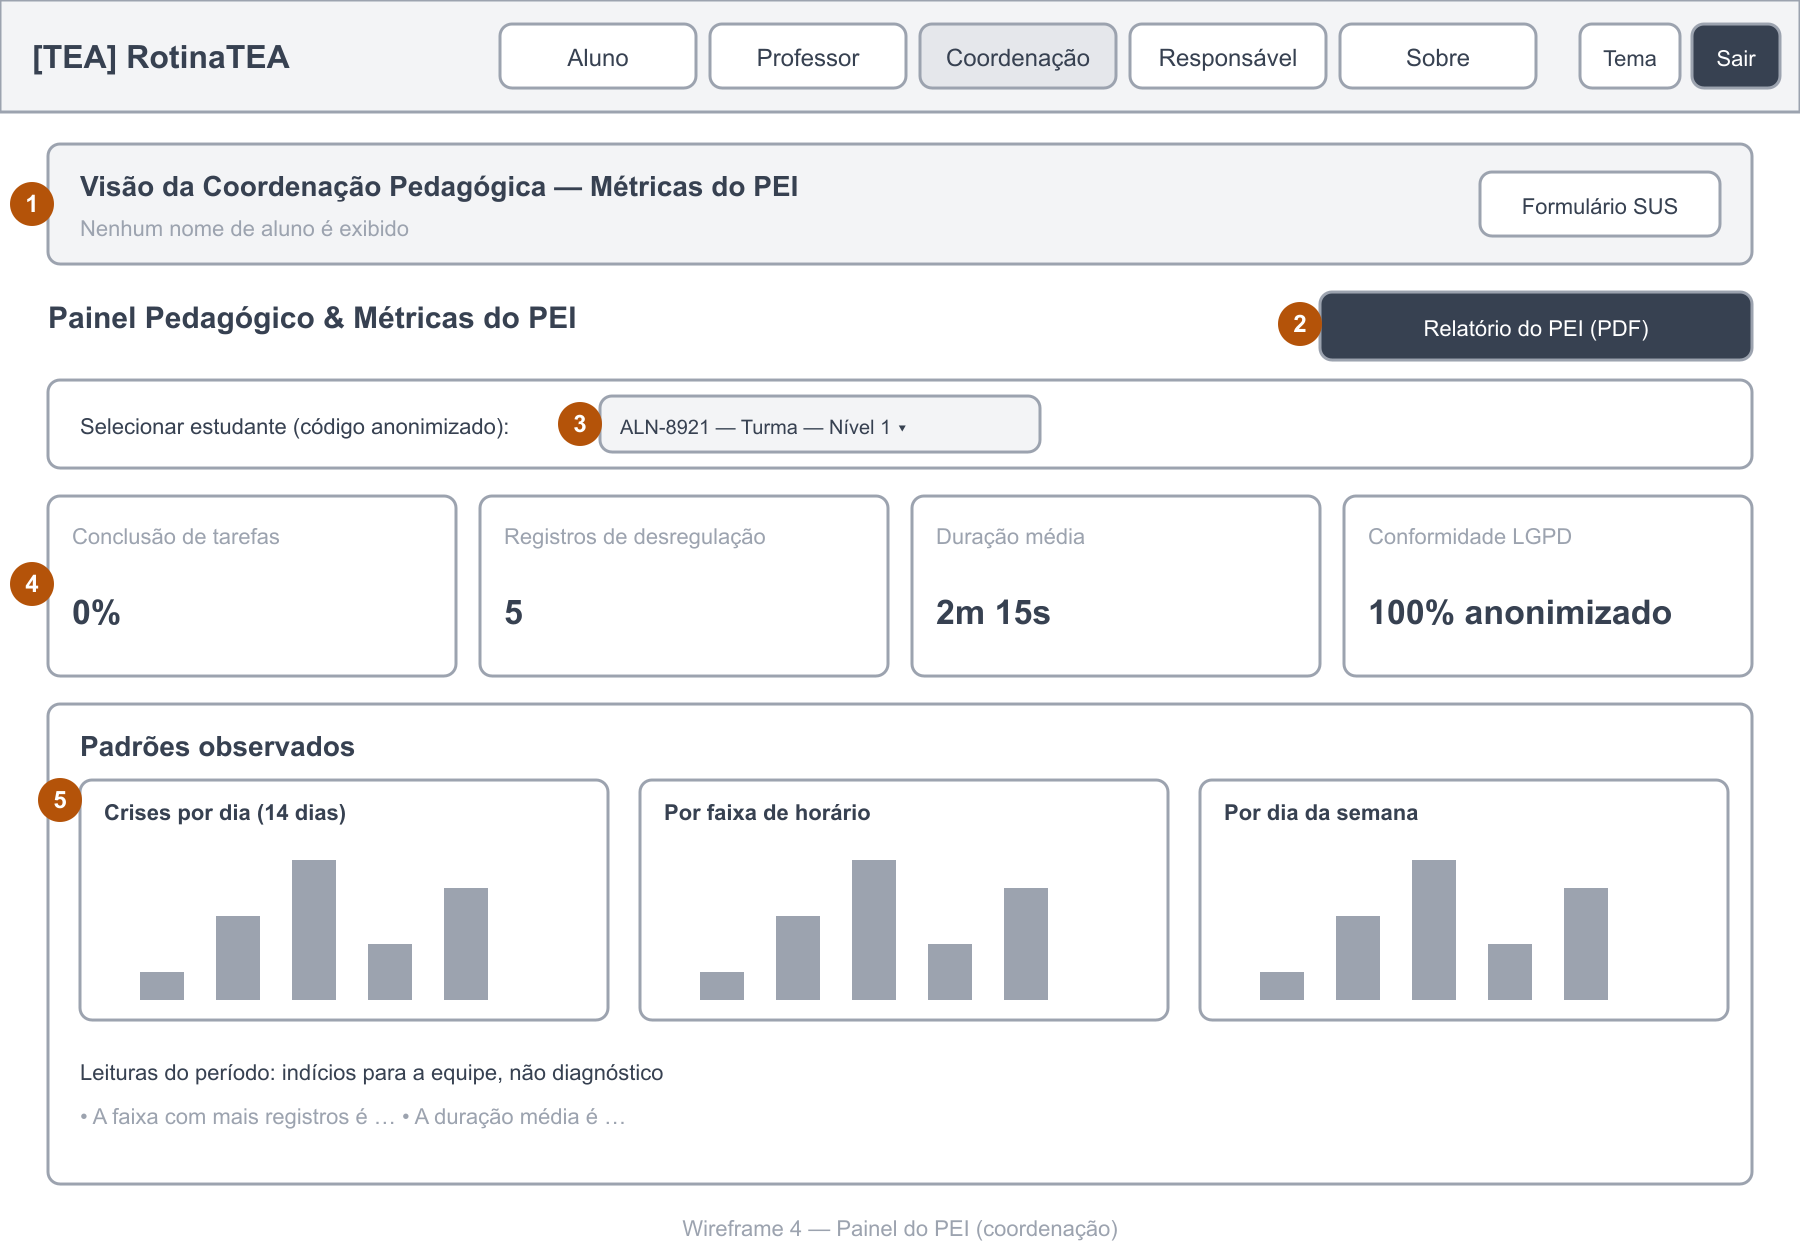 [TEA] RotinaTEA
Aluno
Professor
Coordenação
Responsável
Sobre
Tema
Sair
1
Visão da Coordenação Pedagógica — Métricas do PEI
Nenhum nome de aluno é exibido
Formulário SUS
Painel Pedagógico & Métricas do PEI
2
Relatório do PEI (PDF)
Selecionar estudante (código anonimizado):
3
ALN-8921 — Turma — Nível 1 ▾
4
Conclusão de tarefas
0%
Registros de desregulação
5
Duração média
2m 15s
Conformidade LGPD
100% anonimizado
Padrões observados
5
Crises por dia (14 dias)
Por faixa de horário
Por dia da semana
Leituras do período: indícios para a equipe, não diagnóstico
• A faixa com mais registros é … • A duração média é …
Wireframe 4 — Painel do PEI (coordenação)